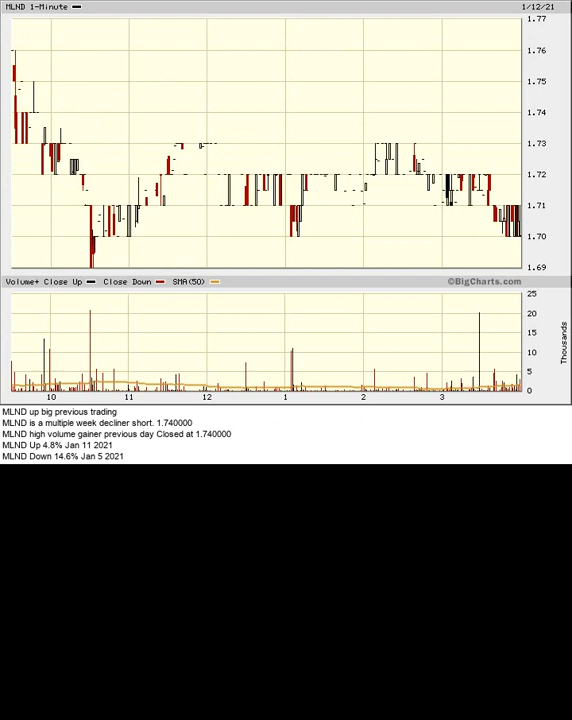 MLND 1-Minute 1/12/21
1.77
1.76
1.75
1.74
1.73
1.72
1.71
1.70
1.69
Volume+ Close Up Close Down SMA(50) ©BigCharts.com
25
20
15
10
5
0
Thousands
10 11 12 1 2 3
MLND up big previous trading
MLND is a multiple week decliner short. 1.740000
MLND high volume gainer previous day Closed at 1.740000
MLND Up 4.8% Jan 11 2021
MLND Down 14.6% Jan 5 2021